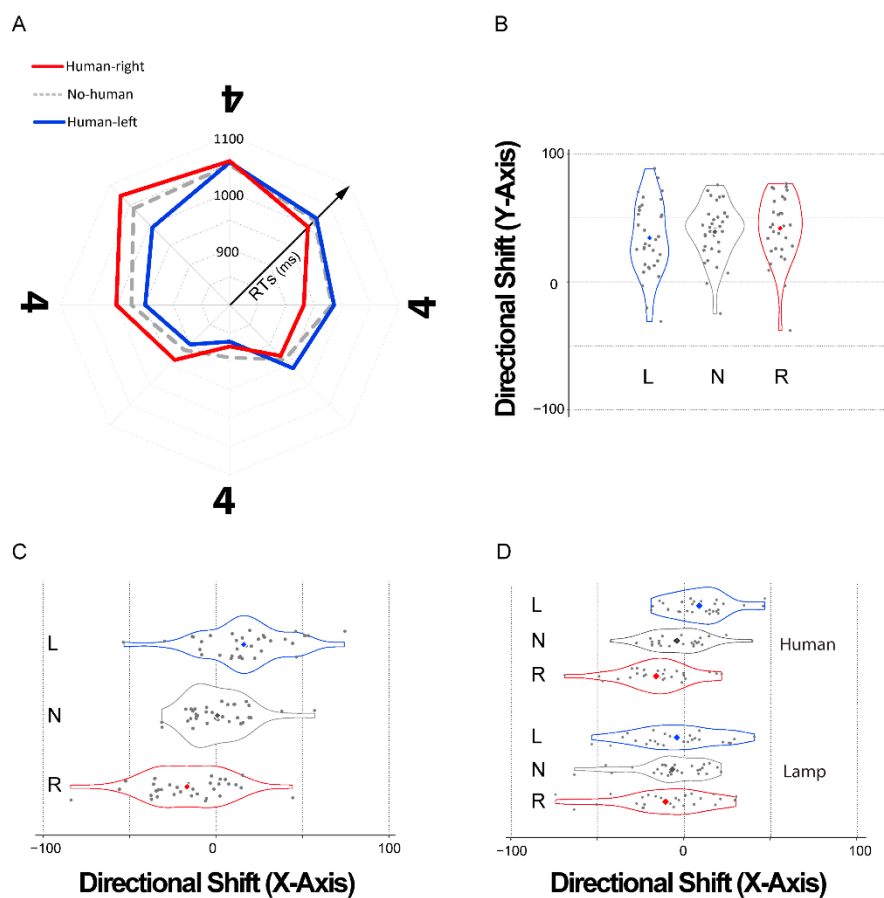 A
Human-right
No-human
Human-left
4
1100
1000
900
RTs (ms)
4
4
4
B
Directional Shift (Y-Axis)
100
0
−100
L N R
C
L
N
R
−100 0 100
Directional Shift (X-Axis)
D
L
N
R
Human
L
N
R
Lamp
−100 0 100
Directional Shift (X-Axis)